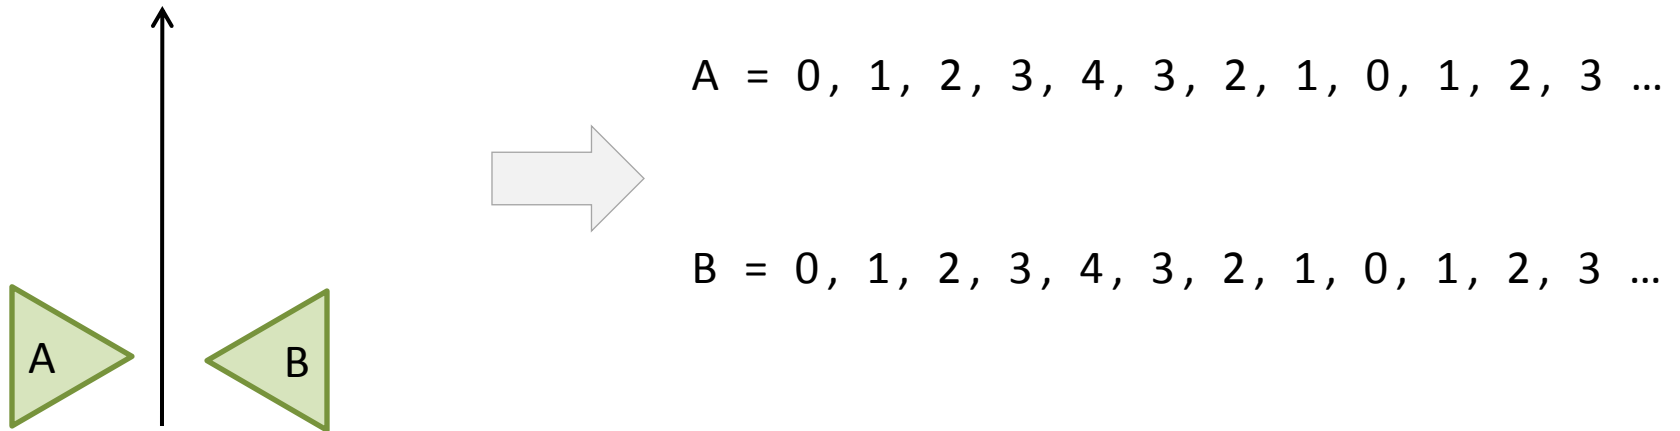 A = 0, 1, 2, 3, 4, 3, 2, 1, 0, 1, 2, 3 …
B = 0, 1, 2, 3, 4, 3, 2, 1, 0, 1, 2, 3 …
A
B